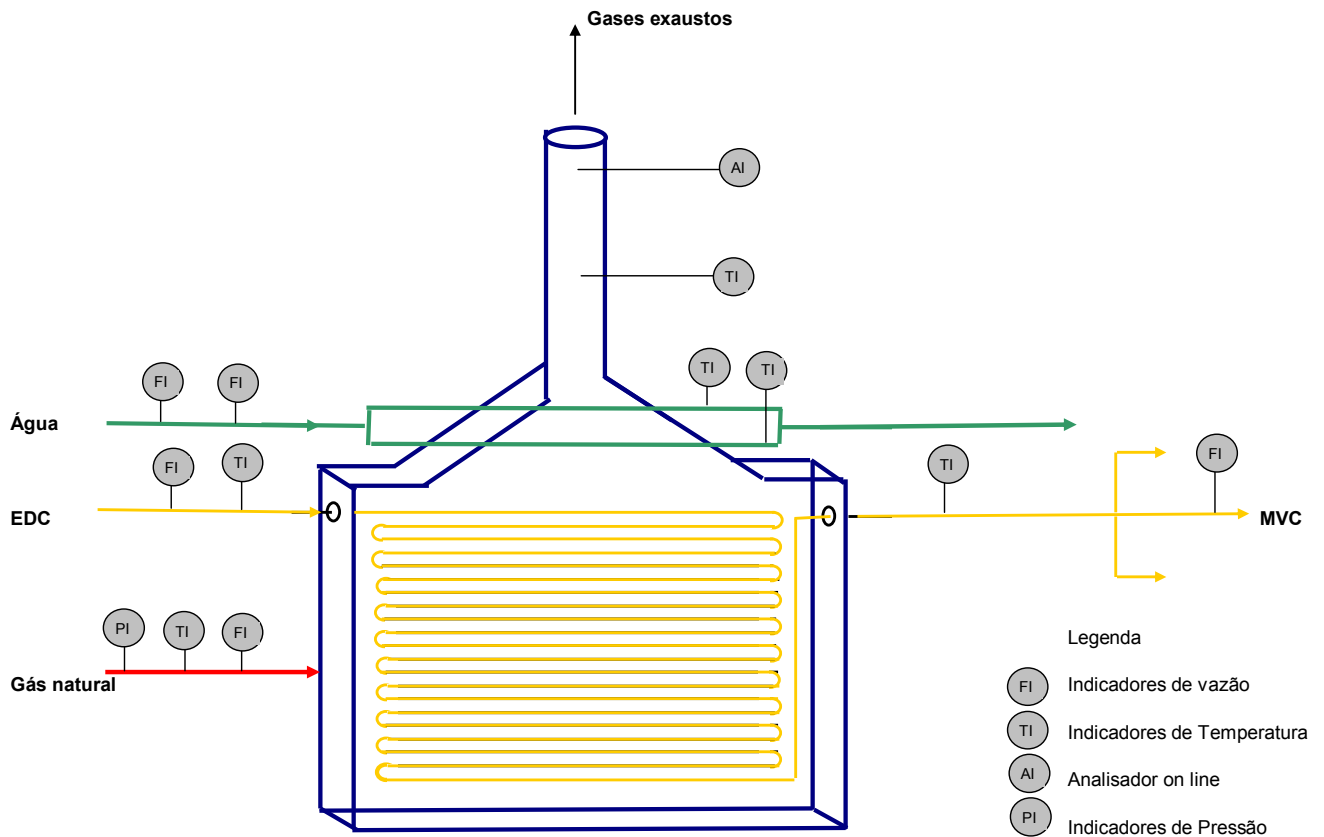 Gases exaustos
AI
TI
TI
TI
FI
FI
Água
FI
TI
TI
FI
EDC
MVC
PI
TI
FI
Gás natural
Legenda
FI
Indicadores de vazão
TI
Indicadores de Temperatura
AI
Analisador on line
PI
Indicadores de Pressão